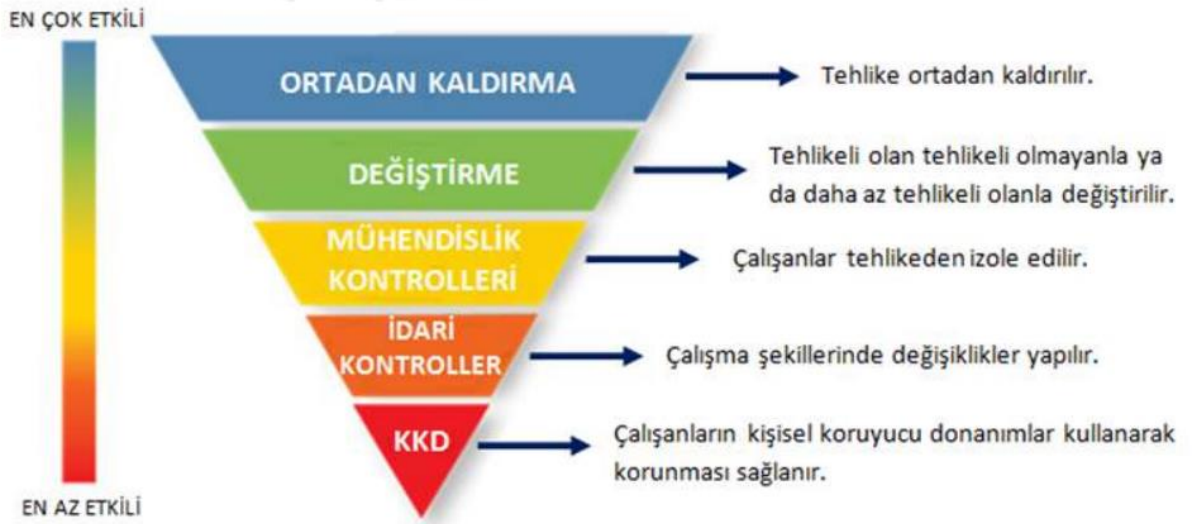 EN ÇOK ETKİLİ
ORTADAN KALDIRMA
Tehlike ortadan kaldırılır.
DEĞİŞTİRME
Tehlikeli olan tehlikeli olmayanla ya
da daha az tehlikeli olanla değiştirilir.
MÜHENDİSLİK
KONTROLLERİ
Çalışanlar tehlikeden izole edilir.
İDARİ
KONTROLLER
Çalışma şekillerinde değişiklikler yapılır.
KKD
Çalışanların kişisel koruyucu donanımlar kullanarak
korunması sağlanır.
EN AZ ETKİLİ